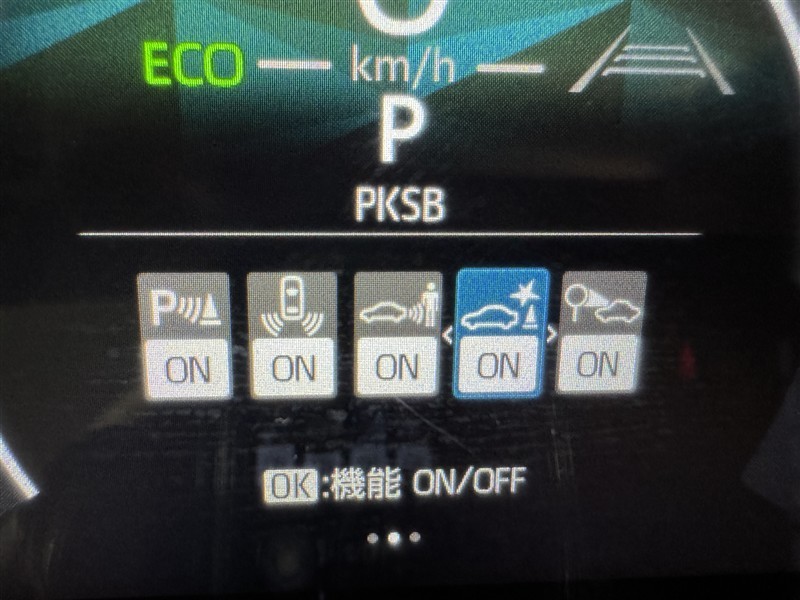 ECO km/h
P
PKSB
P
ON ON ON ON ON
OK:機能 ON/OFF